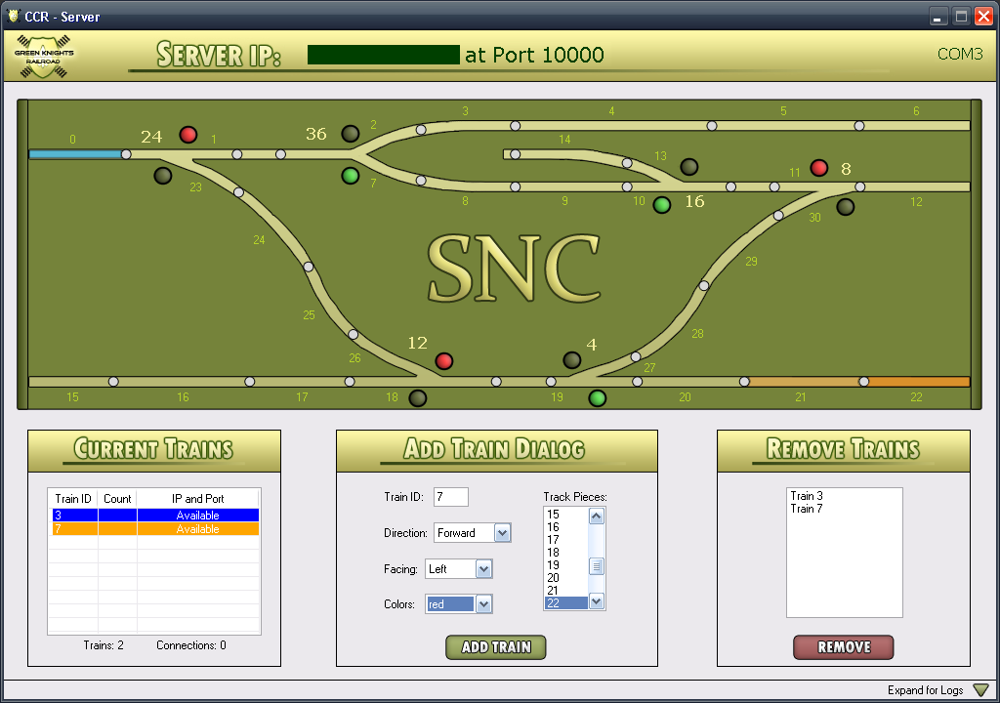 CCR - Server
GREEN KNIGHTS
RAILROAD
SERVER IP: at Port 10000
COM3
0
24
1
36
2
3
4
5
6
14
13
11
8
23
7
8
9
10
16
12
30
24
SNC
29
25
28
12
4
26
27
15
16
17
18
19
20
21
22
CURRENT TRAINS
Train ID Count IP and Port
3 Available
7 Available
Trains: 2 Connections: 0
ADD TRAIN DIALOG
Train ID: 7
Direction: Forward
Facing: Left
Colors: red
Track Pieces:
15
16
17
18
19
20
21
22
ADD TRAIN
REMOVE TRAINS
Train 3
Train 7
REMOVE
Expand for Logs